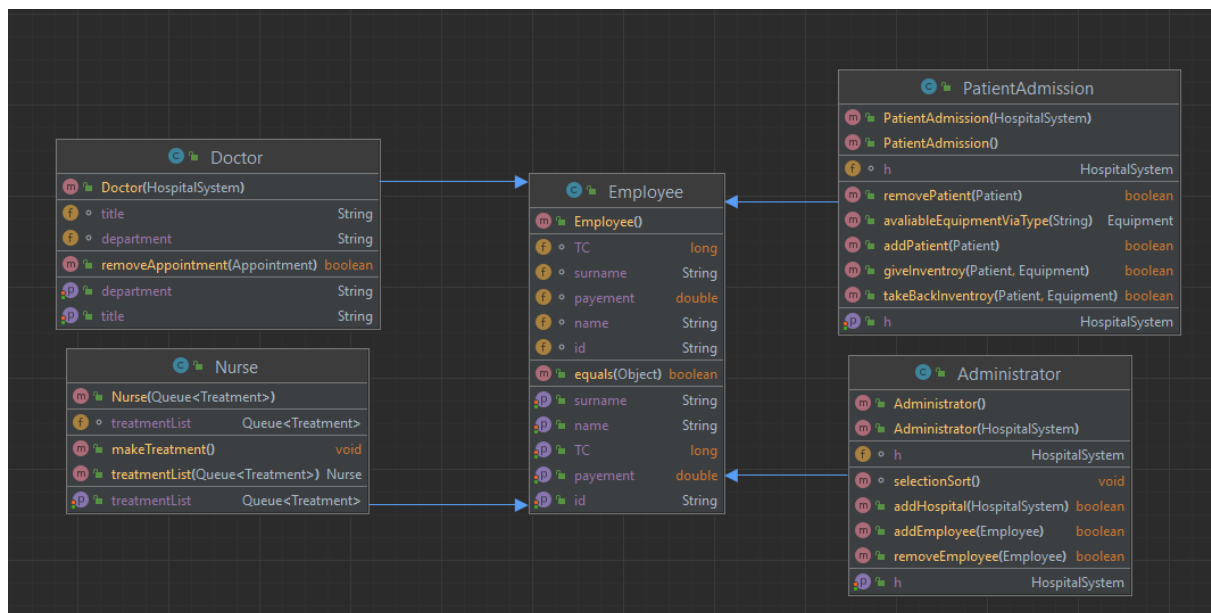 Doctor
Doctor(HospitalSystem)
title String
department String
removeAppointment(Appointment) boolean
department String
title String
Nurse
Nurse(Queue<Treatment>)
treatmentList Queue<Treatment>
makeTreatment() void
treatmentList(Queue<Treatment>) Nurse
treatmentList Queue<Treatment>
Employee
Employee()
TC long
surname String
payement double
name String
id String
equals(Object) boolean
surname String
name String
TC long
payement double
id String
PatientAdmission
PatientAdmission(HospitalSystem)
PatientAdmission()
h HospitalSystem
removePatient(Patient) boolean
avaliableEquipmentViaType(String) Equipment
addPatient(Patient) boolean
giveInventroy(Patient, Equipment) boolean
takeBackInventroy(Patient, Equipment) boolean
h HospitalSystem
Administrator
Administrator()
Administrator(HospitalSystem)
h HospitalSystem
selectionSort() void
addHospital(HospitalSystem) boolean
addEmployee(Employee) boolean
removeEmployee(Employee) boolean
h HospitalSystem